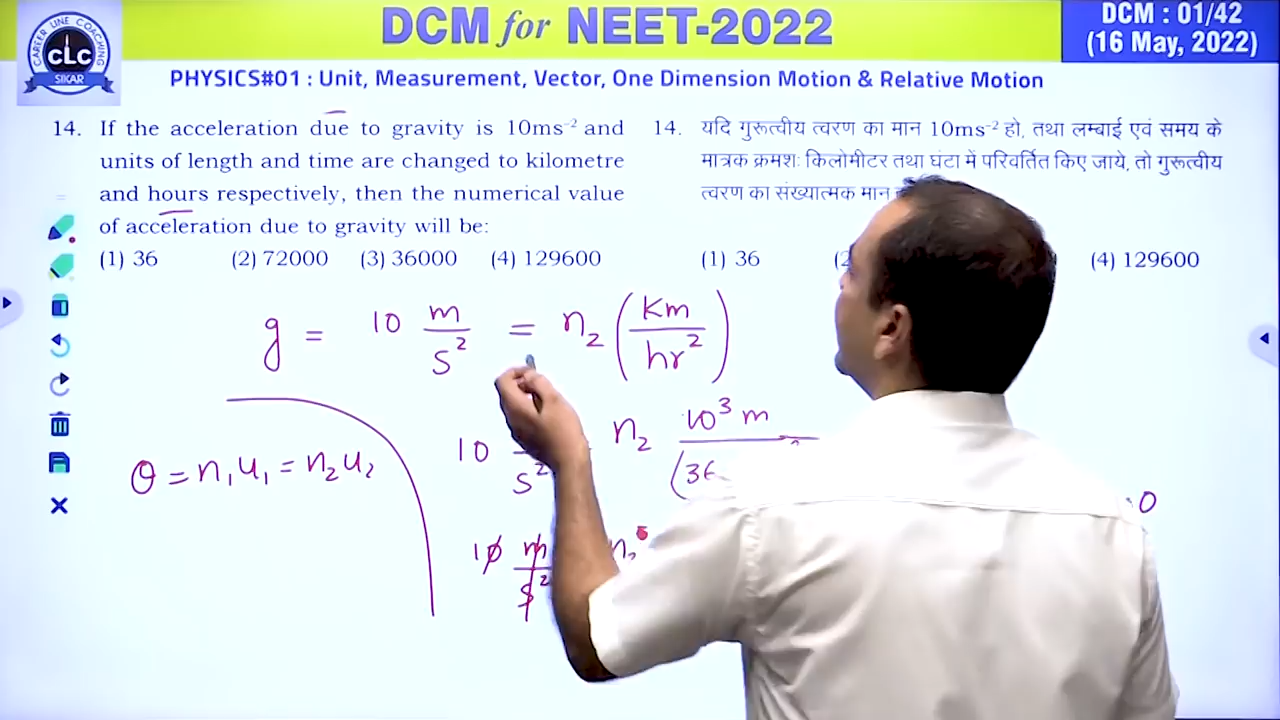 DCM for NEET-2022
DCM : 01/42
(16 May, 2022)
CAREER LINE COACHING
CLC
SIKAR
PHYSICS#01 : Unit, Measurement, Vector, One Dimension Motion & Relative Motion
14. If the acceleration due to gravity is 10ms⁻² and
units of length and time are changed to kilometre
and hours respectively, then the numerical value
of acceleration due to gravity will be:
(1) 36 (2) 72000 (3) 36000 (4) 129600
14. यदि गुरूत्वीय त्वरण का मान 10ms⁻² हो, तथा लम्बाई एवं समय के
मात्रक क्रमशः किलोमीटर तथा घंटा में परिवर्तित किए जाये, तो गुरूत्वीय
त्वरण का संख्यात्मक मान
(1) 36 (4) 129600
g = 10 m/s² = n₂ (km/hr²)
10 s² n₂ 10³ m
(36
θ = n₁u₁ = n₂u₂
10 m/s² n₂
0